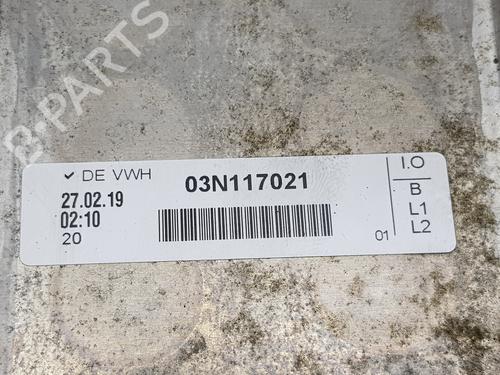 B-PARTS
✓ DE VWH
03N117021
27.02.19
02:10
20
01
I.O
B
L1
L2